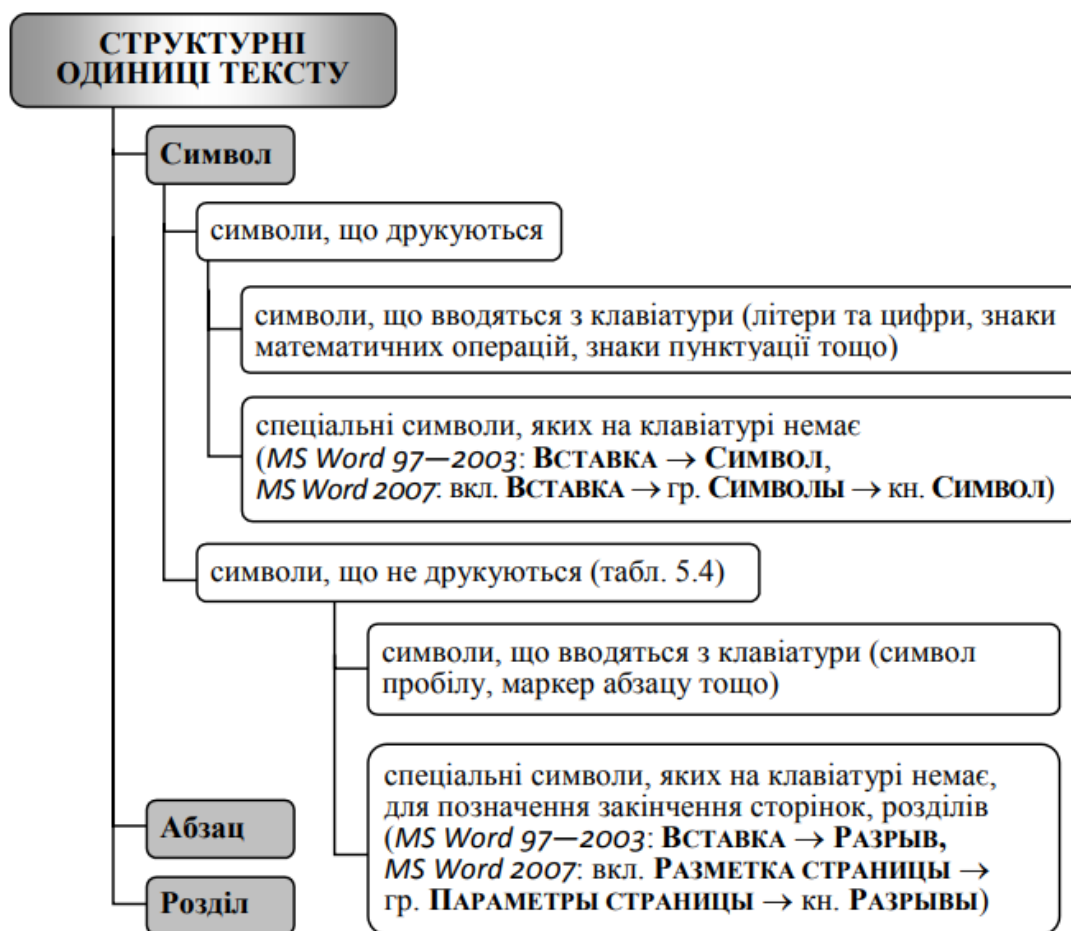 СТРУКТУРНІ
ОДИНИЦІ ТЕКСТУ
Символ
символи, що друкуються
символи, що вводяться з клавіатури (літери та цифри, знаки
математичних операцій, знаки пунктуації тощо)
спеціальні символи, яких на клавіатурі немає
(MS Word 97—2003: ВСТАВКА → СИМВОЛ,
MS Word 2007: вкл. ВСТАВКА → гр. СИМВОЛЫ → кн. СИМВОЛ)
символи, що не друкуються (табл. 5.4)
символи, що вводяться з клавіатури (символ
пробілу, маркер абзацу тощо)
спеціальні символи, яких на клавіатурі немає,
для позначення закінчення сторінок, розділів
(MS Word 97—2003: ВСТАВКА → РАЗРЫВ,
MS Word 2007: вкл. РАЗМЕТКА СТРАНИЦЫ →
гр. ПАРАМЕТРЫ СТРАНИЦЫ → кн. РАЗРЫВЫ)
Абзац
Розділ